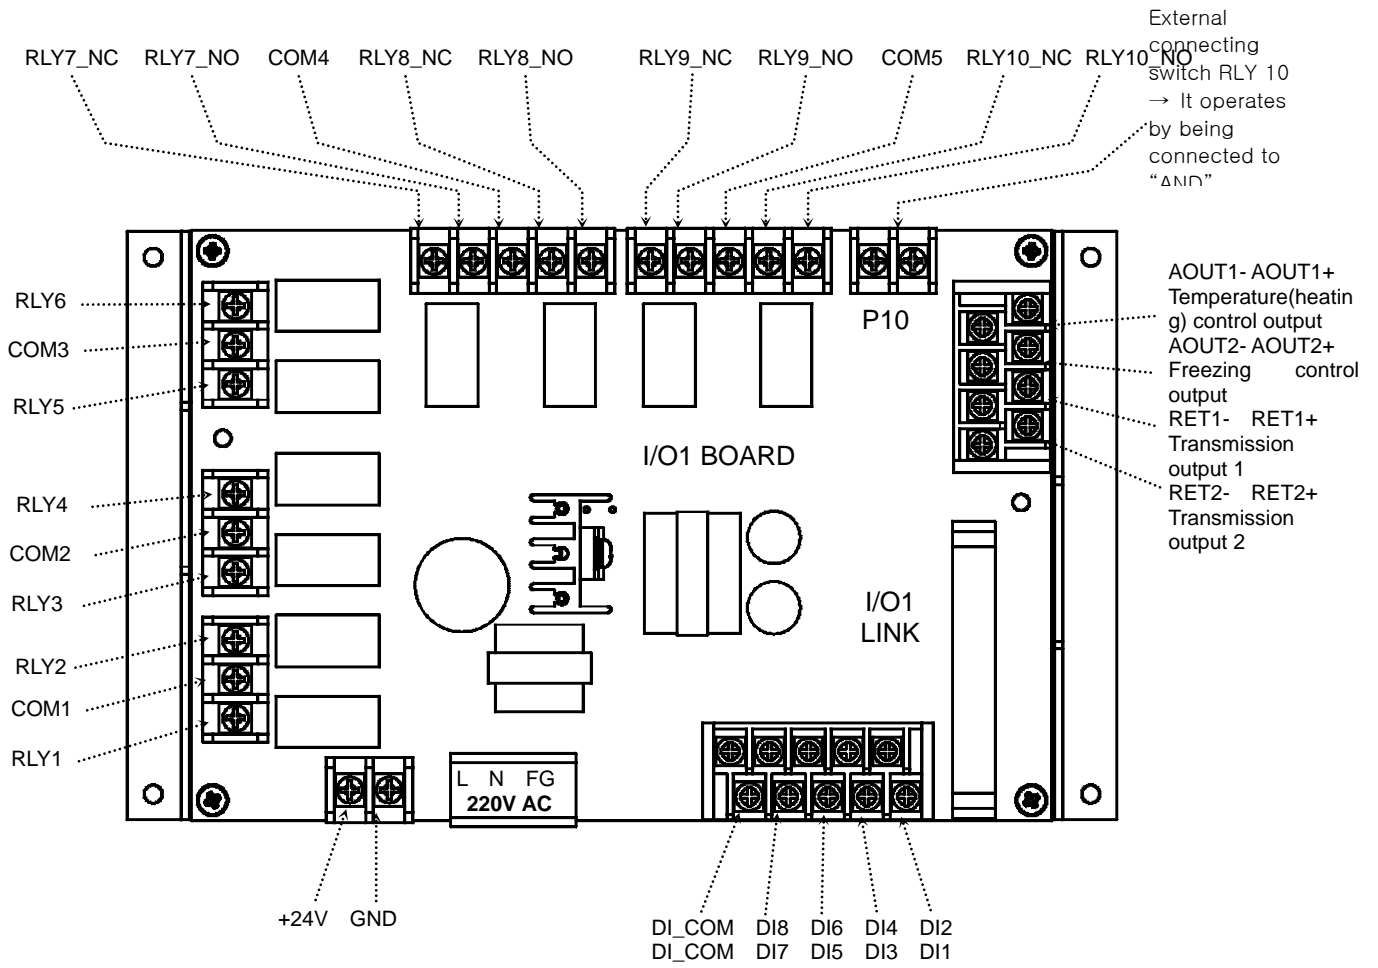 External
connecting
switch RLY 10
→ It operates
by being
connected to
“AND”
RLY7_NC RLY7_NO COM4 RLY8_NC RLY8_NO RLY9_NC RLY9_NO COM5 RLY10_NC RLY10_NO
P10
RLY6
COM3
RLY5
RLY4
COM2
RLY3
RLY2
COM1
RLY1
I/O1 BOARD
AOUT1- AOUT1+
Temperature(heatin
g) control output
AOUT2- AOUT2+
Freezing control
output
RET1- RET1+
Transmission
output 1
RET2- RET2+
Transmission
output 2
I/O1
LINK
L N FG
220V AC
+24V GND
DI_COM DI8 DI6 DI4 DI2
DI_COM DI7 DI5 DI3 DI1